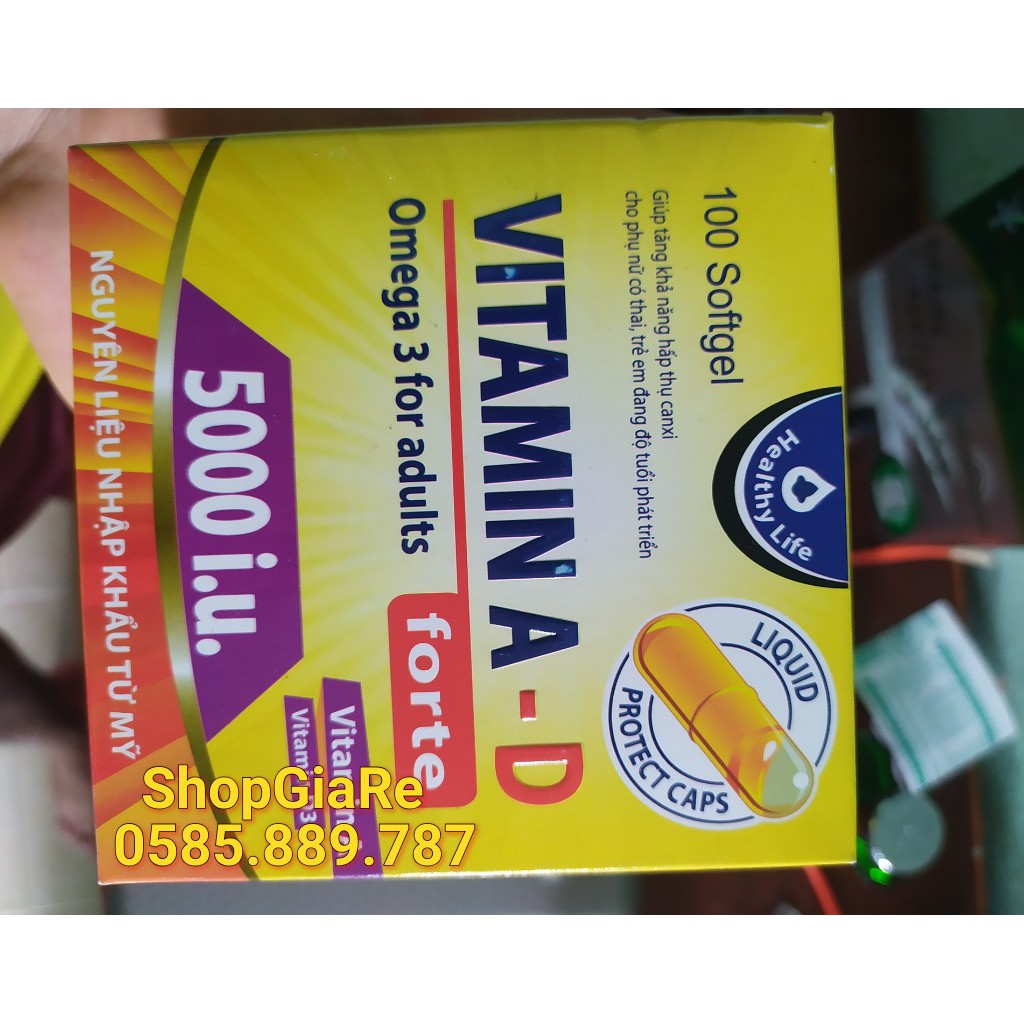 100 Softgel
Giúp tăng khả năng hấp thụ canxi
cho phụ nữ có thai, trẻ em đang độ tuổi phát triển
Healthy Life
VITAMIN A - D
Omega 3 for adults
forte
LIQUID
PROTECT CAPS
5000 i.u.
NGUYÊN LIỆU NHẬP KHẨU TỪ MỸ
ShopGiaRe
0585.889.787